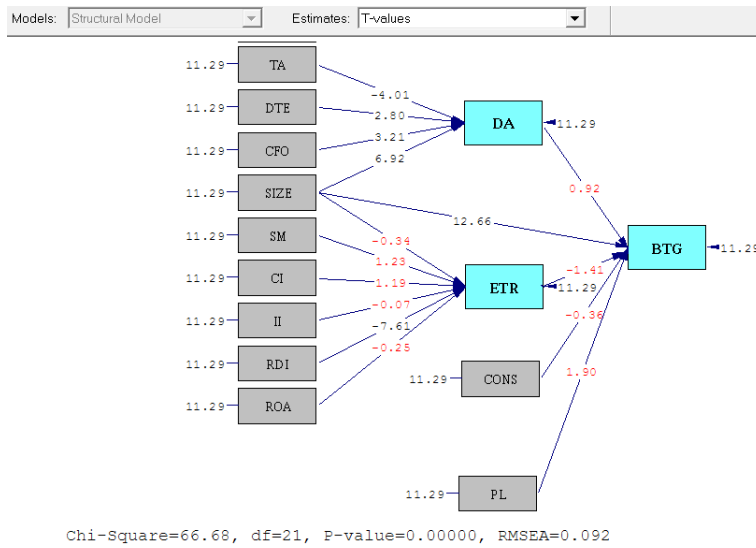 Models: Structural Model Estimates: T-values
11.29 TA
-4.01
11.29 DTE
2.80
DA 11.29
11.29 CFO
3.21
6.92
11.29 SIZE
0.92
12.66
11.29 SM
-0.34
BTG 11.29
1.23
11.29 CI
1.19
-1.41
ETR 11.29
-0.07
11.29 II
-7.61
-0.36
-0.25
11.29 RDI
1.90
11.29 CONS
11.29 ROA
11.29 PL
Chi-Square=66.68, df=21, P-value=0.00000, RMSEA=0.092